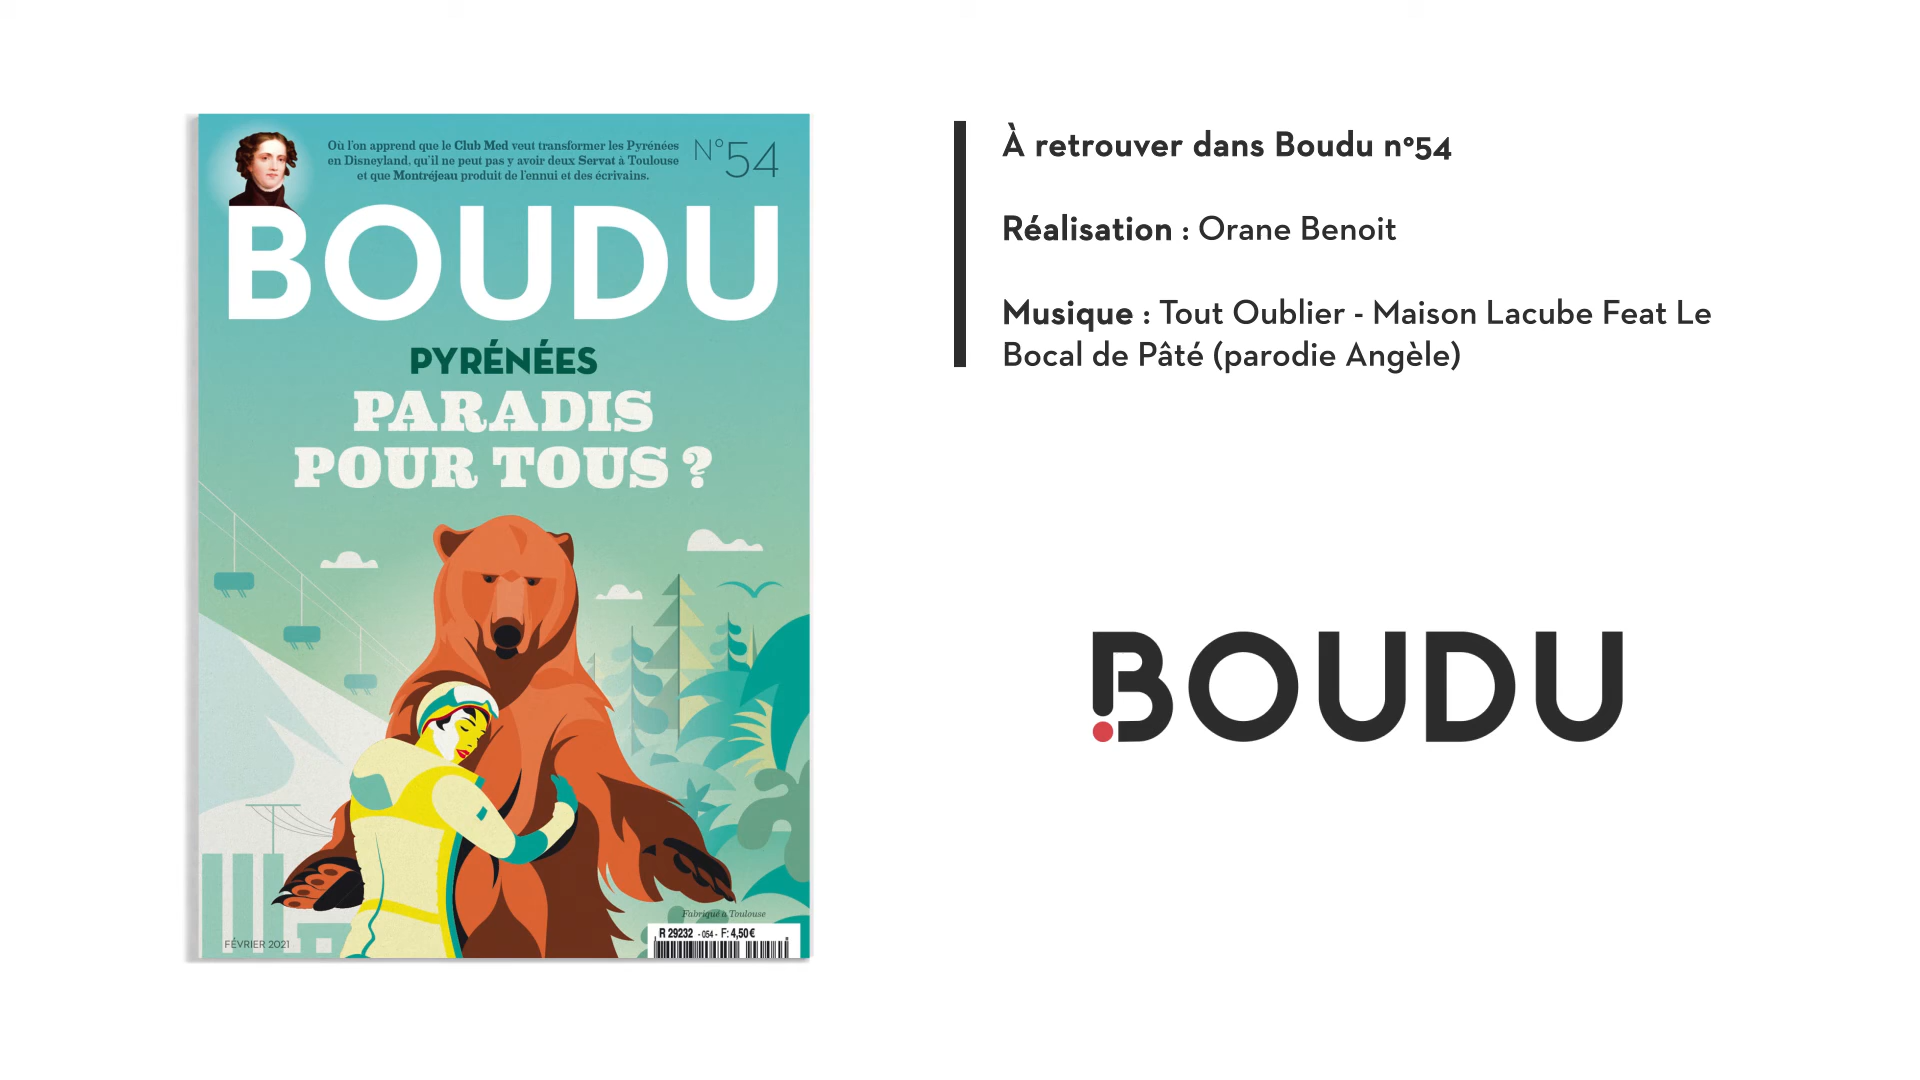 Où l'on apprend que le Club Med veut transformer les Pyrénées
en Disneyland, qu'il ne peut pas y avoir deux Servat à Toulouse
et que Montréjeau produit de l'ennui et des écrivains.
N°54
BOUDU
PYRÉNÉES
PARADIS
POUR TOUS ?
Fabriqué à Toulouse
R 29232 - 054 - F: 4,50 €
FÉVRIER 2021
À retrouver dans Boudu n°54
Réalisation : Orane Benoit
Musique : Tout Oublier - Maison Lacube Feat Le
Bocal de Pâté (parodie Angèle)
BOUDU